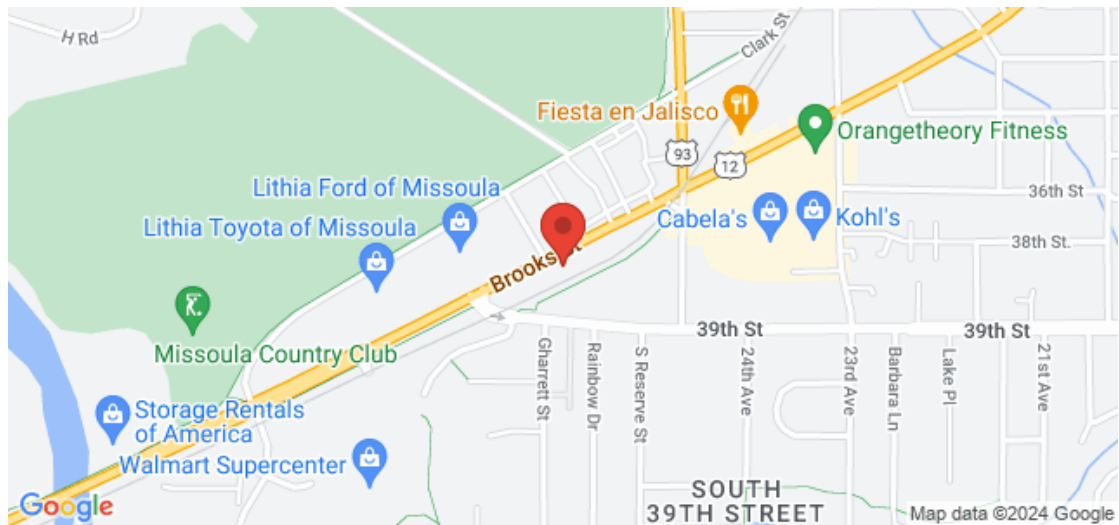 H Rd
Clark St
Fiesta en Jalisco
Orangetheory Fitness
93
12
Lithia Ford of Missoula
36th St
Lithia Toyota of Missoula
Cabela's
Kohl's
38th St.
Brooks St
39th St
39th St
Missoula Country Club
Gharrett St
Rainbow Dr
S Reserve St
24th Ave
23rd Ave
Barbara Ln
Lake Pl
21st Ave
Storage Rentals
of America
Walmart Supercenter
SOUTH
39TH STREET
Google
Map data ©2024 Google